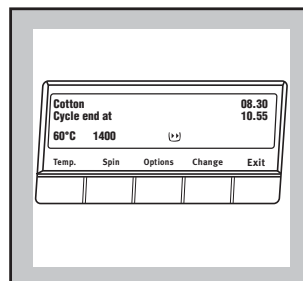 Cotton 08.30
Cycle end at 10.55
60°C 1400
Temp. Spin Options Change Exit